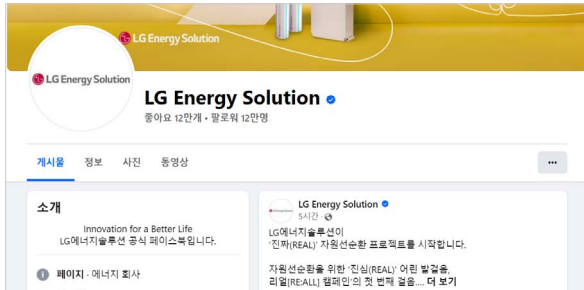 LG Energy Solution
LG Energy Solution
LG Energy Solution
좋아요 12만개 • 팔로워 12만명
게시물 정보 사진 동영상
소개
Innovation for a Better Life
LG에너지솔루션 공식 페이스북입니다.
페이지 · 에너지 회사
LG Energy Solution
5시간 ·
LG에너지솔루션이
'진짜(REAL)' 자원선순환 프로젝트를 시작합니다.
자원선순환을 위한 '진심(REAL)' 어린 발걸음,
리얼[RE:ALL] 캠페인'의 첫 번째 걸음.... 더 보기